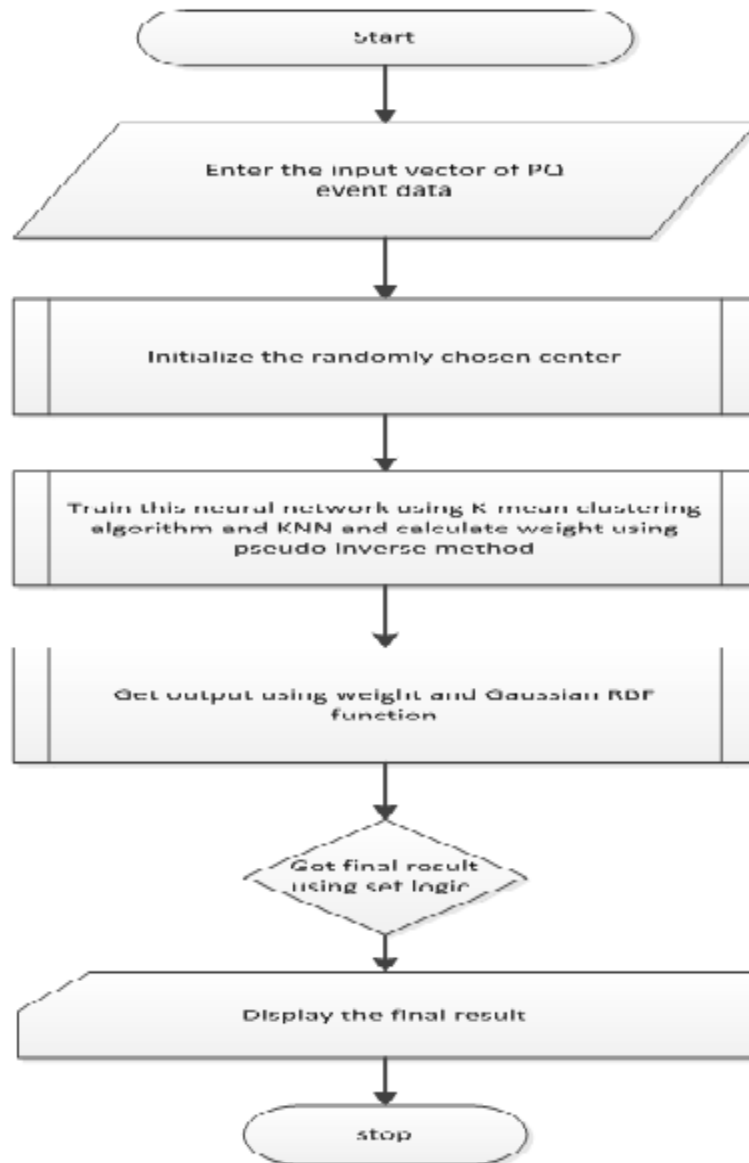 Start
Enter the input vector of PQ
event data
Initialize the randomly chosen center
Train this neural network using K mean clustering
algorithm and KNN and calculate weight using
pseudo inverse method
Get output using weight and Gaussian RBF
function
Get final result
using set logic
Display the final result
stop